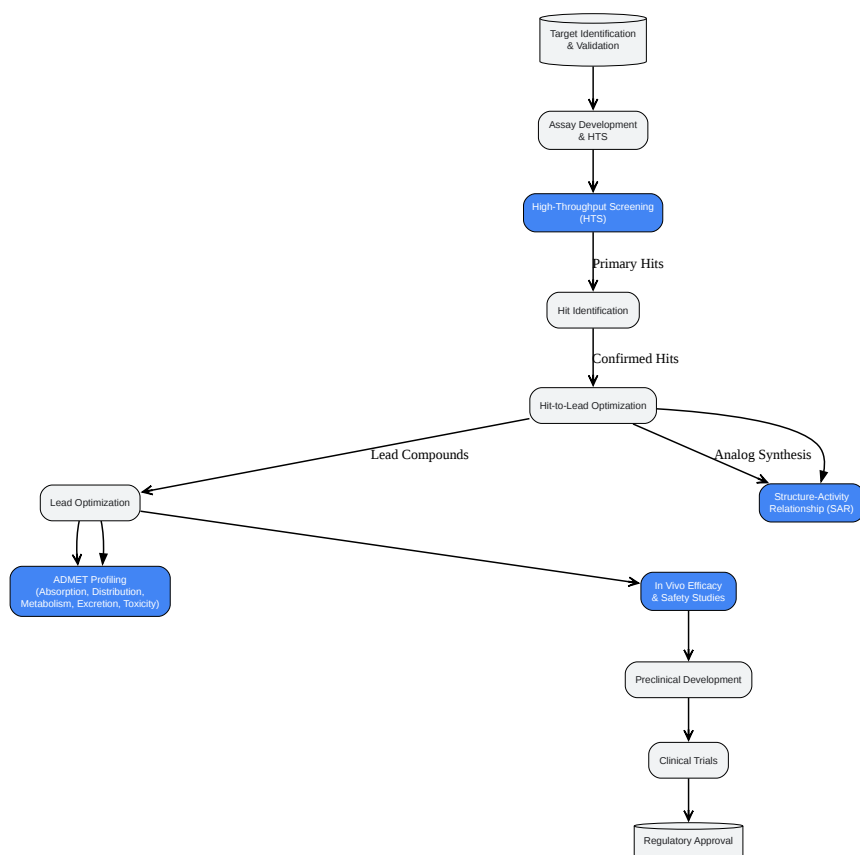 Target Identification
& Validation
Assay Development
& HTS
High-Throughput Screening
(HTS)
Primary Hits
Hit Identification
Confirmed Hits
Hit-to-Lead Optimization
Lead Compounds
Analog Synthesis
Lead Optimization
Structure-Activity
Relationship (SAR)
ADMET Profiling
(Absorption, Distribution,
Metabolism, Excretion, Toxicity)
In Vivo Efficacy
& Safety Studies
Preclinical Development
Clinical Trials
Regulatory Approval